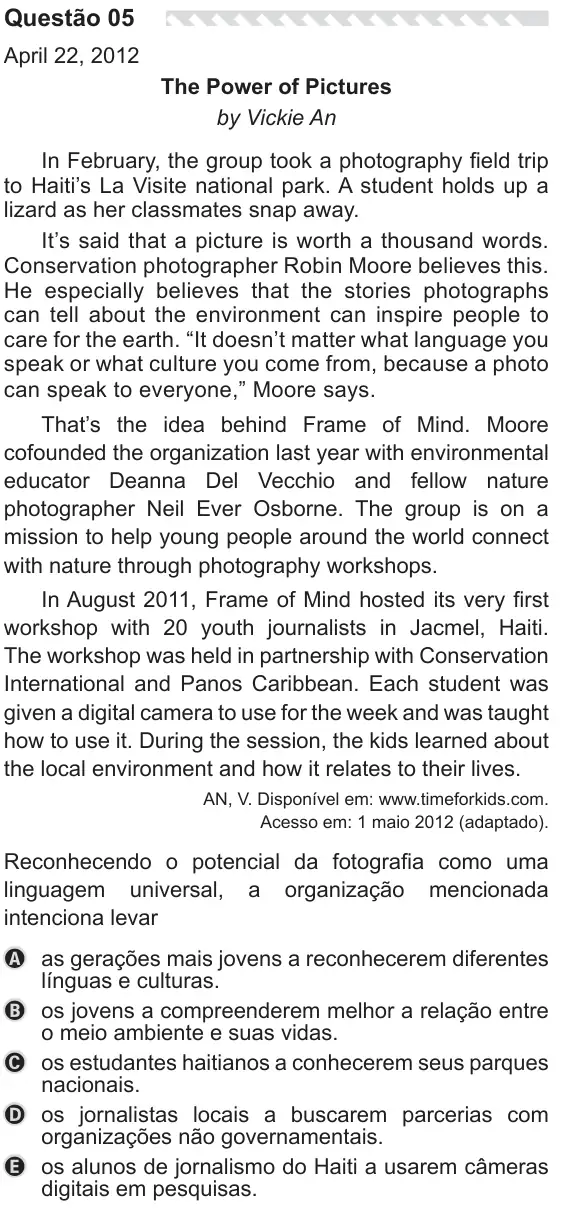 Questão 05
April 22, 2012
The Power of Pictures
by Vickie An
In February, the group took a photography field trip
to Haiti's La Visite national park. A student holds up a
lizard as her classmates snap away.
It's said that a picture is worth a thousand words.
Conservation photographer Robin Moore believes this.
He especially believes that the stories photographs
can tell about the environment can inspire people to
care for the earth. “It doesn't matter what language you
speak or what culture you come from, because a photo
can speak to everyone,” Moore says.
That's the idea behind Frame of Mind. Moore
cofounded the organization last year with environmental
educator Deanna Del Vecchio and fellow nature
photographer Neil Ever Osborne. The group is on a
mission to help young people around the world connect
with nature through photography workshops.
In August 2011, Frame of Mind hosted its very first
workshop with 20 youth journalists in Jacmel, Haiti.
The workshop was held in partnership with Conservation
International and Panos Caribbean. Each student was
given a digital camera to use for the week and was taught
how to use it. During the session, the kids learned about
the local environment and how it relates to their lives.
AN, V. Disponível em: www.timeforkids.com.
Acesso em: 1 maio 2012 (adaptado).
Reconhecendo o potencial da fotografia como uma
linguagem universal, a organização mencionada
intenciona levar
A as gerações mais jovens a reconhecerem diferentes
línguas e culturas.
B os jovens a compreenderem melhor a relação entre
o meio ambiente e suas vidas.
C os estudantes haitianos a conhecerem seus parques
nacionais.
D os jornalistas locais a buscarem parcerias com
organizações não governamentais.
E os alunos de jornalismo do Haiti a usarem câmeras
digitais em pesquisas.